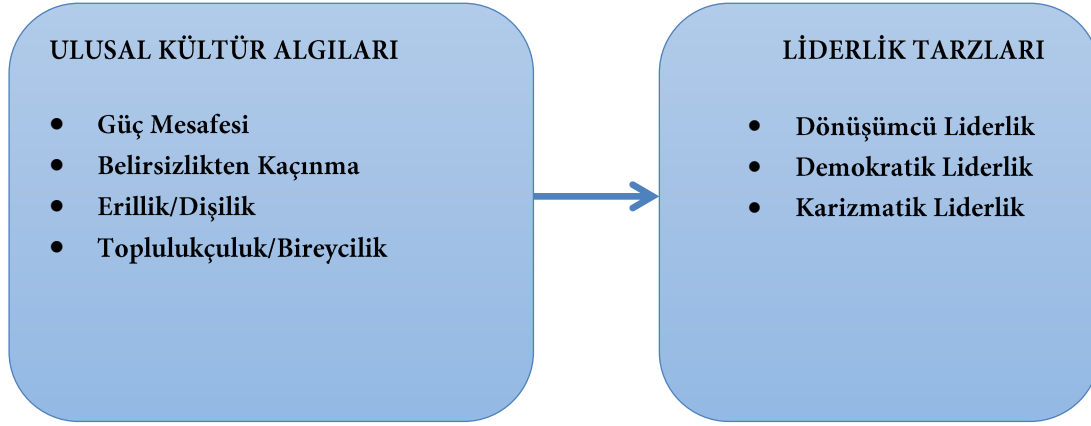 ULUSAL KÜLTÜR ALGILARI
• Güç Mesafesi
• Belirsizlikten Kaçınma
• Erillik/Dişilik
• Toplulukçuluk/Bireycilik
LİDERLİK TARZLARI
• Dönüşümcü Liderlik
• Demokratik Liderlik
• Karizmatik Liderlik